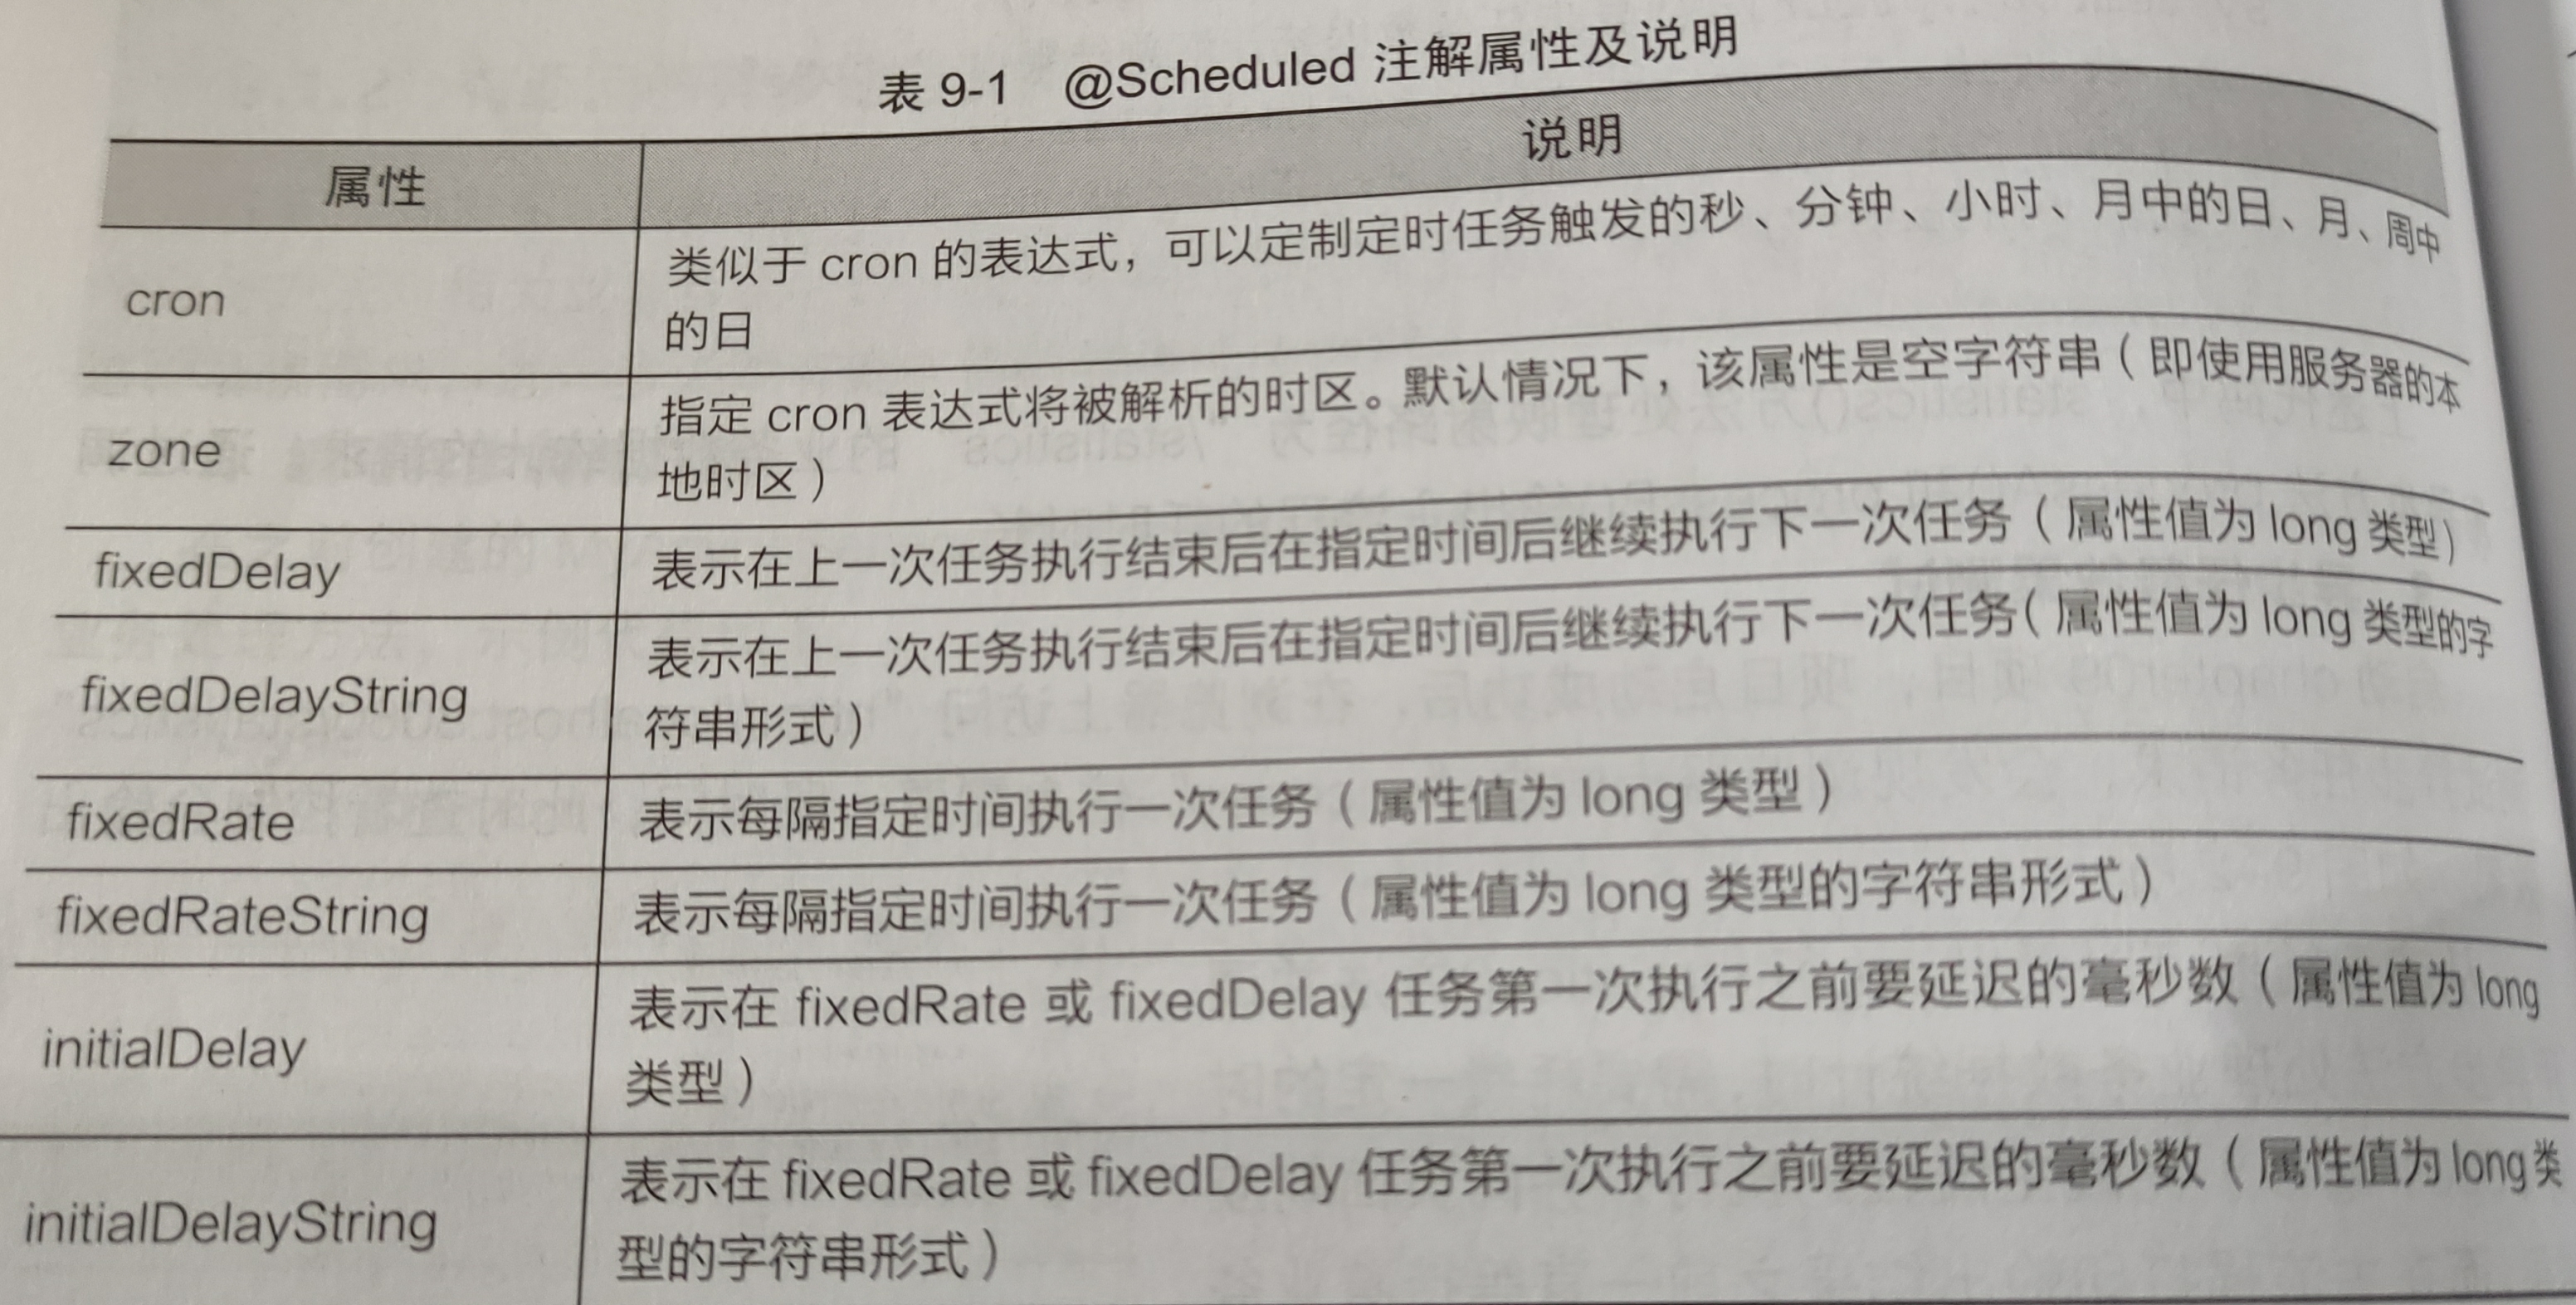 表 9-1 @Scheduled 注解属性及说明
属性 说明
cron 类似于 cron 的表达式，可以定制定时任务触发的秒、分钟、小时、月中的日、月、周中
的日
zone 指定 cron 表达式将被解析的时区。默认情况下，该属性是空字符串（即使用服务器的本
地时区）
fixedDelay 表示在上一次任务执行结束后在指定时间后继续执行下一次任务（属性值为 long 类型）
fixedDelayString 表示在上一次任务执行结束后在指定时间后继续执行下一次任务（属性值为 long 类型的字
符串形式）
fixedRate 表示每隔指定时间执行一次任务（属性值为 long 类型）
fixedRateString 表示每隔指定时间执行一次任务（属性值为 long 类型的字符串形式）
initialDelay 表示在 fixedRate 或 fixedDelay 任务第一次执行之前要延迟的毫秒数（属性值为 long
类型）
initialDelayString 表示在 fixedRate 或 fixedDelay 任务第一次执行之前要延迟的毫秒数（属性值为 long 类
型的字符串形式）